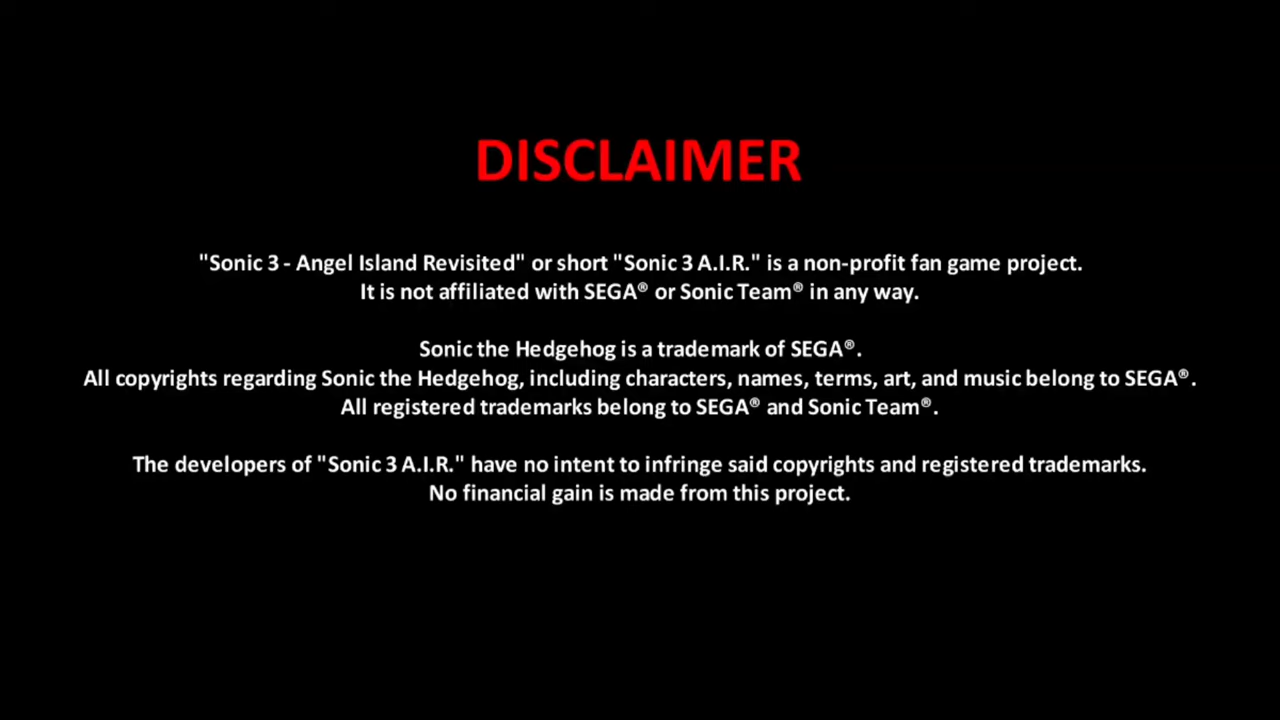 DISCLAIMER
"Sonic 3 - Angel Island Revisited" or short "Sonic 3 A.I.R." is a non-profit fan game project.
It is not affiliated with SEGA® or Sonic Team® in any way.
Sonic the Hedgehog is a trademark of SEGA®.
All copyrights regarding Sonic the Hedgehog, including characters, names, terms, art, and music belong to SEGA®.
All registered trademarks belong to SEGA® and Sonic Team®.
The developers of "Sonic 3 A.I.R." have no intent to infringe said copyrights and registered trademarks.
No financial gain is made from this project.